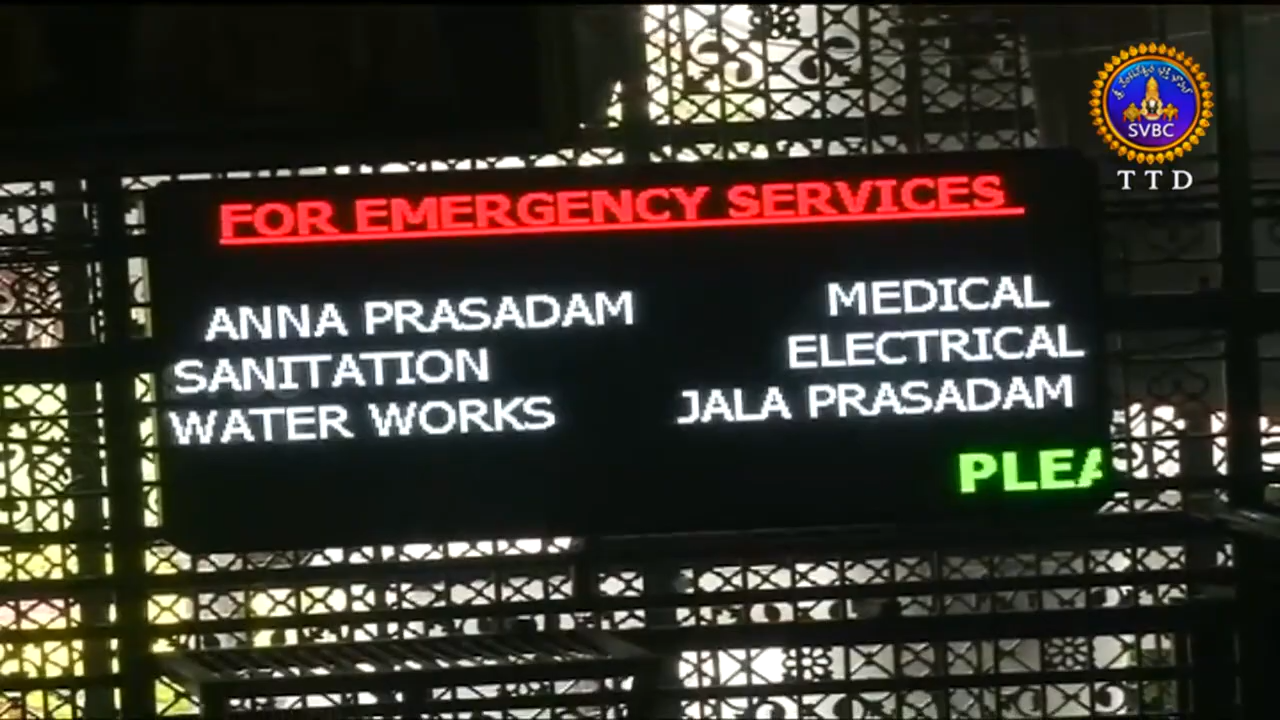 FOR EMERGENCY SERVICES
ANNA PRASADAM MEDICAL
SANITATION ELECTRICAL
WATER WORKS JALA PRASADAM
PLEA
SVBC
TTD